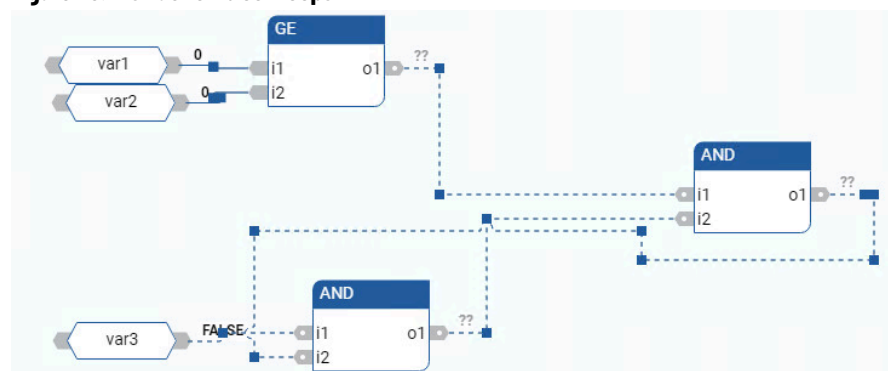 GE
var1
0
i1
o1
??
var2
0
i2
AND
i1
o1
??
i2
AND
var3
FALSE
i1
o1
??
i2